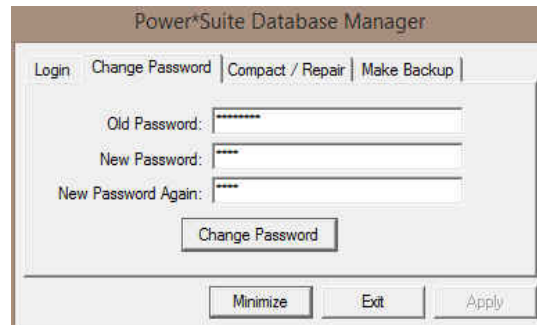 Power*Suite Database Manager
Login Change Password Compact / Repair Make Backup
Old Password: ********
New Password: ****
New Password Again: ****
Change Password
Minimize Exit Apply